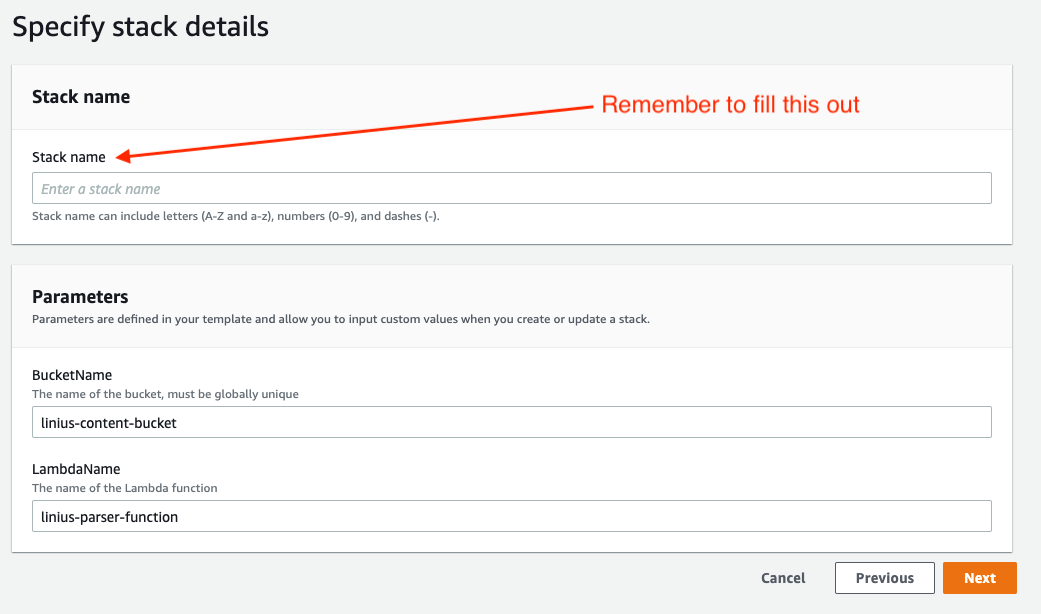 Specify stack details
Stack name
Remember to fill this out
Stack name
Enter a stack name
Stack name can include letters (A-Z and a-z), numbers (0-9), and dashes (-).
Parameters
Parameters are defined in your template and allow you to input custom values when you create or update a stack.
BucketName
The name of the bucket, must be globally unique
linius-content-bucket
LambdaName
The name of the Lambda function
linius-parser-function
Cancel Previous Next